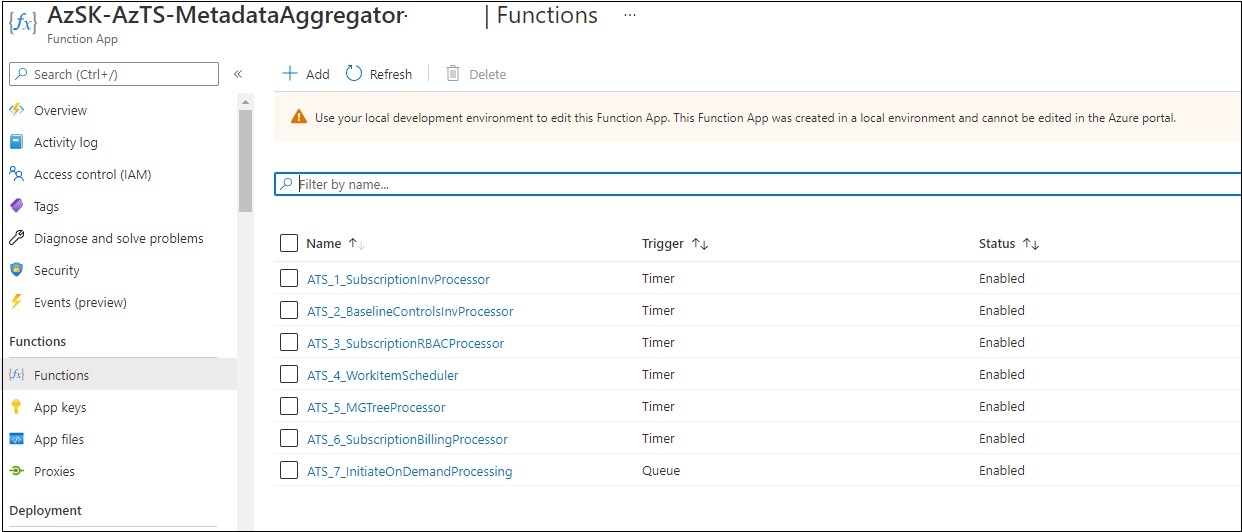 AzSK-AzTS-MetadataAggregator- | Functions ...
Function App
Search (Ctrl+/) «
Overview
Activity log
Access control (IAM)
Tags
Diagnose and solve problems
Security
Events (preview)
Functions
Functions
App keys
App files
Proxies
Deployment
Add Refresh Delete
Use your local development environment to edit this Function App. This Function App was created in a local environment and cannot be edited in the Azure portal.
Filter by name...
Name ↑↓ Trigger ↑↓ Status ↑↓
ATS_1_SubscriptionInvProcessor Timer Enabled
ATS_2_BaselineControlsInvProcessor Timer Enabled
ATS_3_SubscriptionRBACProcessor Timer Enabled
ATS_4_WorkItemScheduler Timer Enabled
ATS_5_MGTreeProcessor Timer Enabled
ATS_6_SubscriptionBillingProcessor Timer Enabled
ATS_7_InitiateOnDemandProcessing Queue Enabled